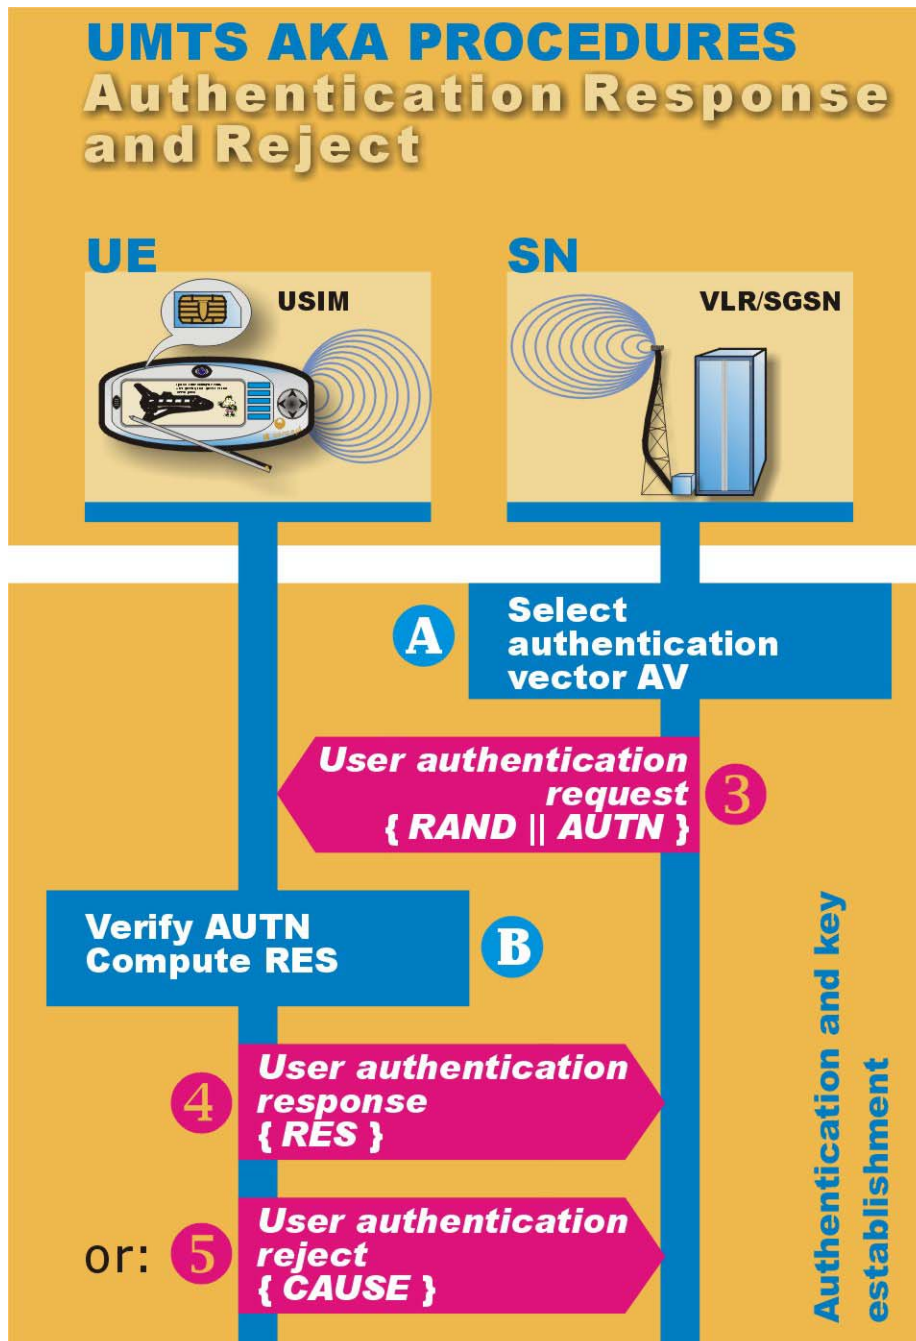 UMTS AKA PROCEDURES
Authentication Response
and Reject
UE
SN
USIM
VLR/SGSN
A
Select
authentication
vector AV
User authentication
request
{ RAND || AUTN }
3
Verify AUTN
Compute RES
B
4
User authentication
response
{ RES }
or:
5
User authentication
reject
{ CAUSE }
Authentication and key
establishment